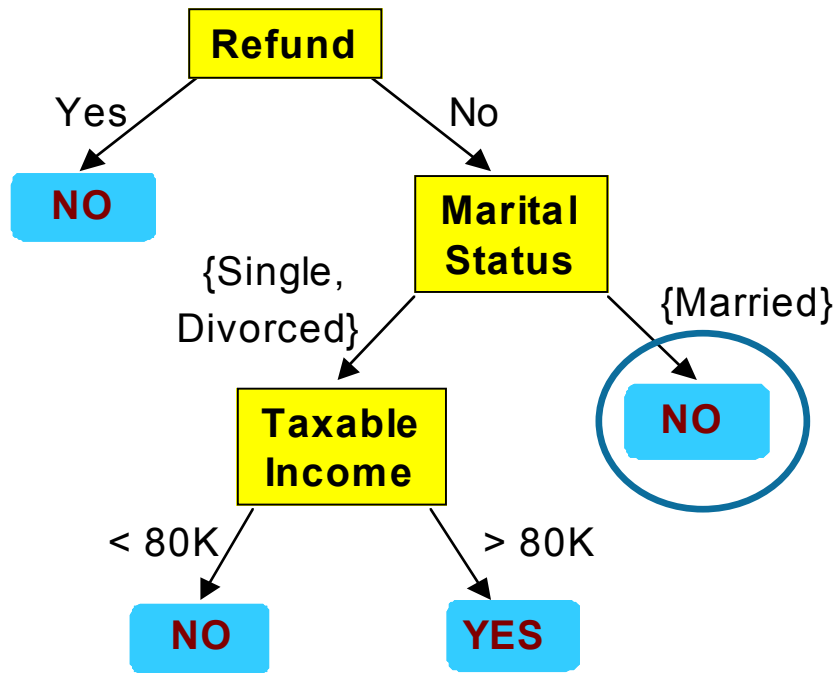 Refund
Yes
No
NO
Marital
Status
{Single,
Divorced}
{Married}
NO
Taxable
Income
< 80K
> 80K
NO
YES